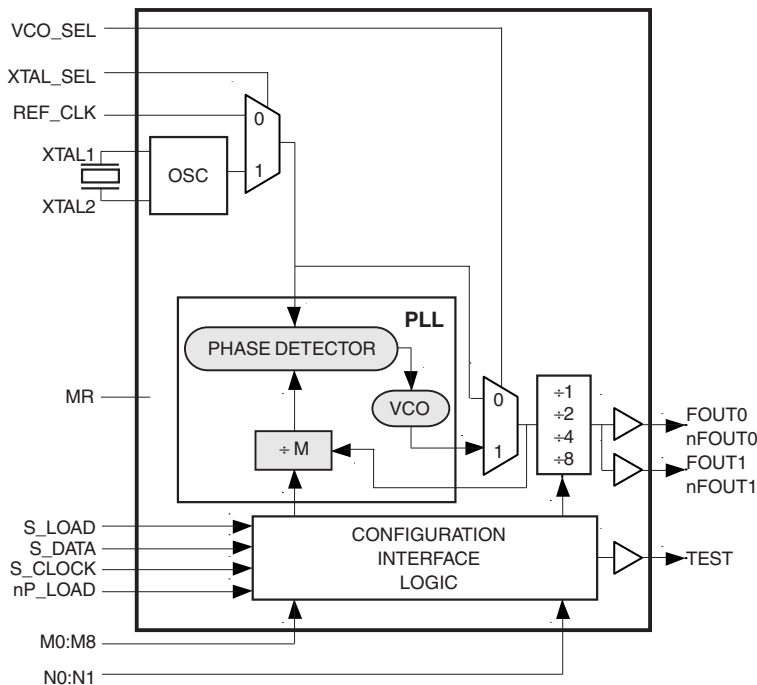 VCO_SEL
XTAL_SEL
REF_CLK
0
XTAL1
OSC
1
XTAL2
PLL
PHASE DETECTOR
MR
VCO
0
1
÷1
÷2
÷4
÷8
FOUT0
nFOUT0
FOUT1
nFOUT1
÷ M
S_LOAD
S_DATA
S_CLOCK
nP_LOAD
CONFIGURATION
INTERFACE
LOGIC
TEST
M0:M8
N0:N1